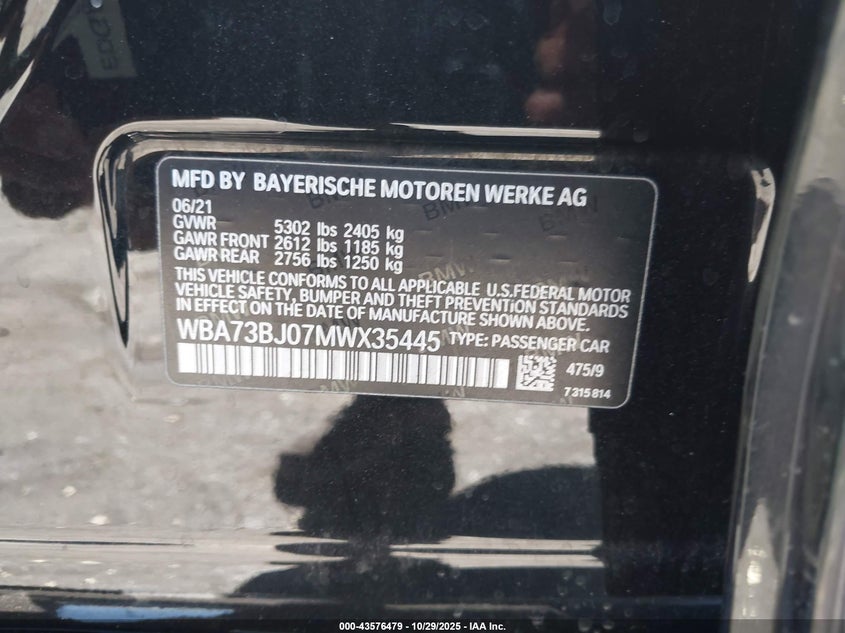 MFD BY BAYERISCHE MOTOREN WERKE AG
06/21
GVWR 5302 lbs 2405 kg
GAWR FRONT 2612 lbs 1185 kg
GAWR REAR 2756 lbs 1250 kg
THIS VEHICLE CONFORMS TO ALL APPLICABLE U.S.FEDERAL MOTOR
VEHICLE SAFETY, BUMPER AND THEFT PREVENTION STANDARDS
IN EFFECT ON THE DATE OF MANUFACTURE SHOWN ABOVE.
WBA73BJ07MWX35445 TYPE: PASSENGER CAR
475/9
7315814
000-43576479 | 10/29/2025 - IAA Inc.